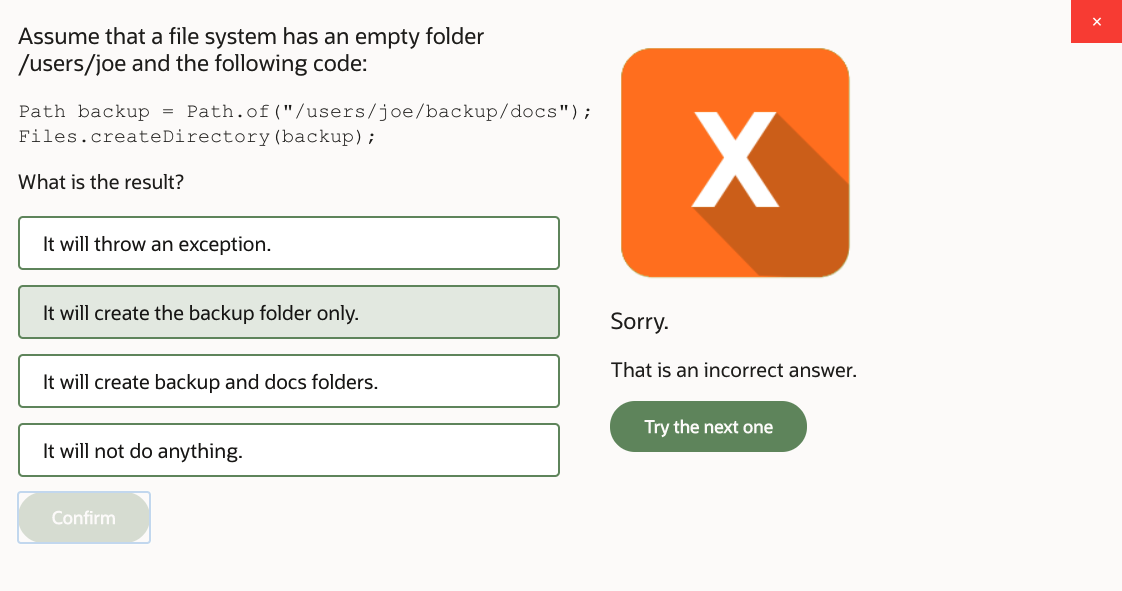 Assume that a file system has an empty folder
/users/joe and the following code:
Path backup = Path.of("/users/joe/backup/docs");
Files.createDirectory(backup);
What is the result?
It will throw an exception.
It will create the backup folder only.
It will create backup and docs folders.
It will not do anything.
Confirm
×
X
Sorry.
That is an incorrect answer.
Try the next one